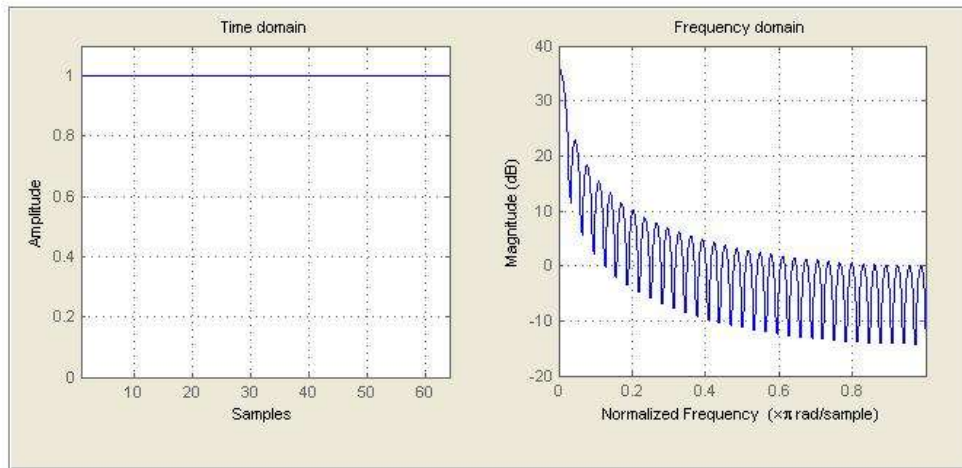 Time domain
Amplitude
1
0.8
0.6
0.4
0.2
0
10 20 30 40 50 60
Samples
Frequency domain
Magnitude (dB)
40
30
20
10
0
-10
-20
0 0.2 0.4 0.6 0.8
Normalized Frequency (×π rad/sample)